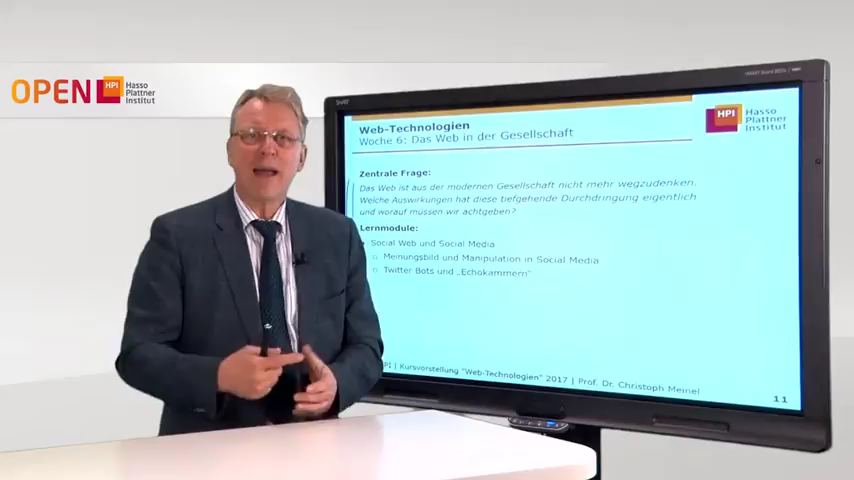 OPEN HPI Hasso
Plattner
Institut
SMART
Web-Technologien
Woche 6: Das Web in der Gesellschaft
HPI Hasso
Plattner
Institut
Zentrale Frage:
Das Web ist aus der modernen Gesellschaft nicht mehr wegzudenken.
Welche Auswirkungen hat diese tiefgehende Durchdringung eigentlich
und worauf müssen wir achtgeben?
Lernmodule:
Social Web und Social Media
Meinungsbild und Manipulation in Social Media
Twitter Bots und „Echokammern"
PI | Kursvorstellung "Web-Technologien" 2017 | Prof. Dr. Christoph Meinel
11